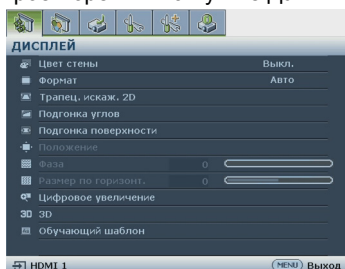 ДИСПЛЕЙ
Цвет стены Выкл.
Формат Авто
Трапец. искаж. 2D
Подгонка углов
Подгонка поверхности
Положение
Фаза 0
Размер по горизонт. 0
Цифровое увеличение
3D 3D
Обучающий шаблон
HDMI 1 MENU Выход